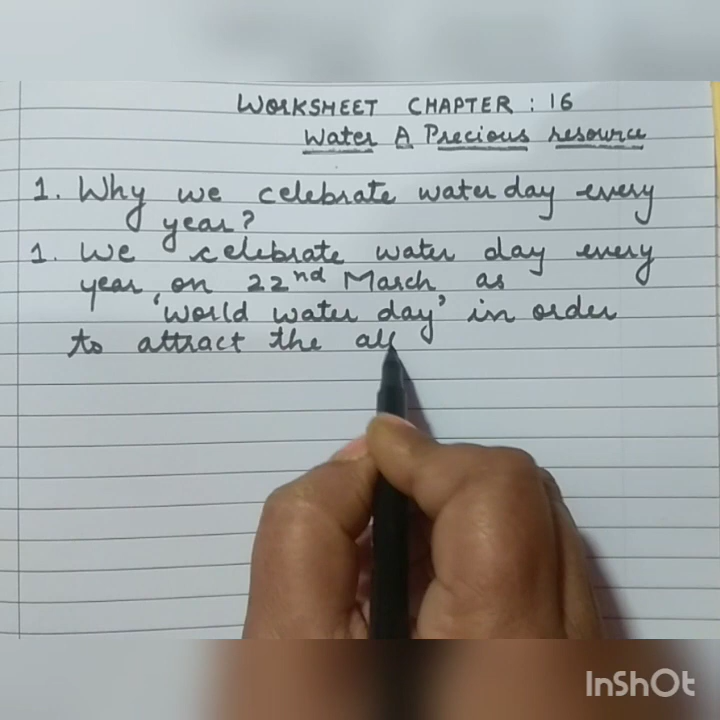 WORKSHEET CHAPTER : 16
Water A Precious resource
1. Why we celebrate water day every
year?
1. We celebrate water day every
year on 22nd March as
'World water day' in order
to attract the
InShOt